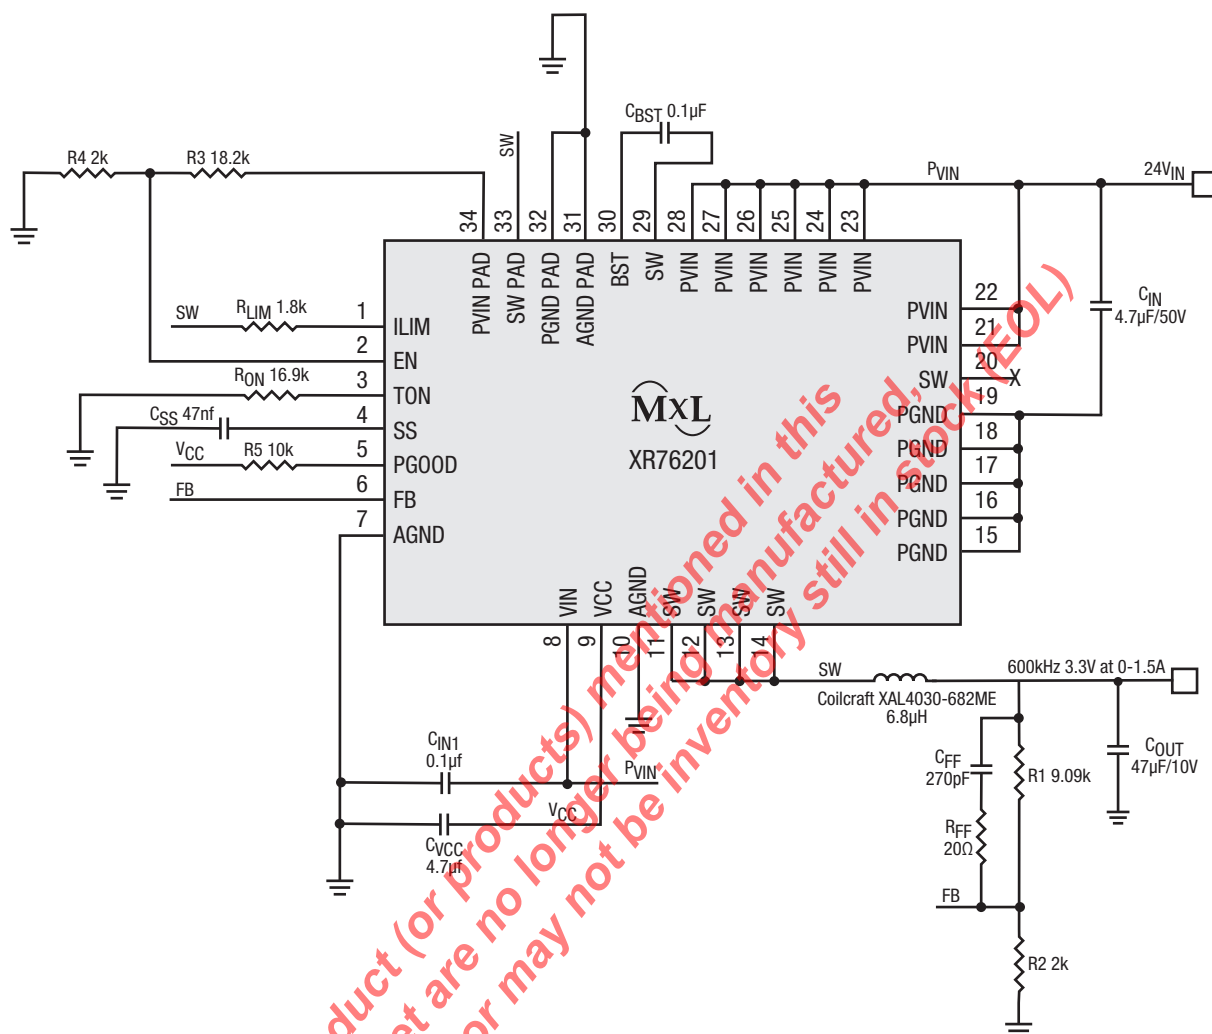 CBST 0.1µF
SW
R4 2k
R3 18.2k
PVIN
24VIN
34
33
32
31
30
29
28
27
26
25
24
23
PVIN PAD
SW PAD
PGND PAD
AGND PAD
BST
SW
PVIN
PVIN
PVIN
PVIN
PVIN
PVIN
SW
RLIM 1.8k
1
ILIM
2
EN
RON 16.9k
3
TON
CSS 47nf
4
SS
VCC
R5 10k
5
PGOOD
FB
6
FB
7
AGND
MxL
XR76201
22
PVIN
21
PVIN
20
SW
X
19
PGND
18
PGND
17
PGND
16
PGND
15
PGND
CIN
4.7µF/50V
VIN
VCC
AGND
SW
SW
SW
SW
8
9
10
11
12
13
14
SW
600kHz 3.3V at 0-1.5A
Coilcraft XAL4030-682ME
6.8µH
CIN1
0.1µf
PVIN
VCC
CVCC
4.7µf
CFF
270pF
R1 9.09k
COUT
47µF/10V
RFF
20Ω
FB
R2 2k
duct (or products) mentioned in this
et are no longer being manufactured,
or may not be inventory still in stock (EOL)